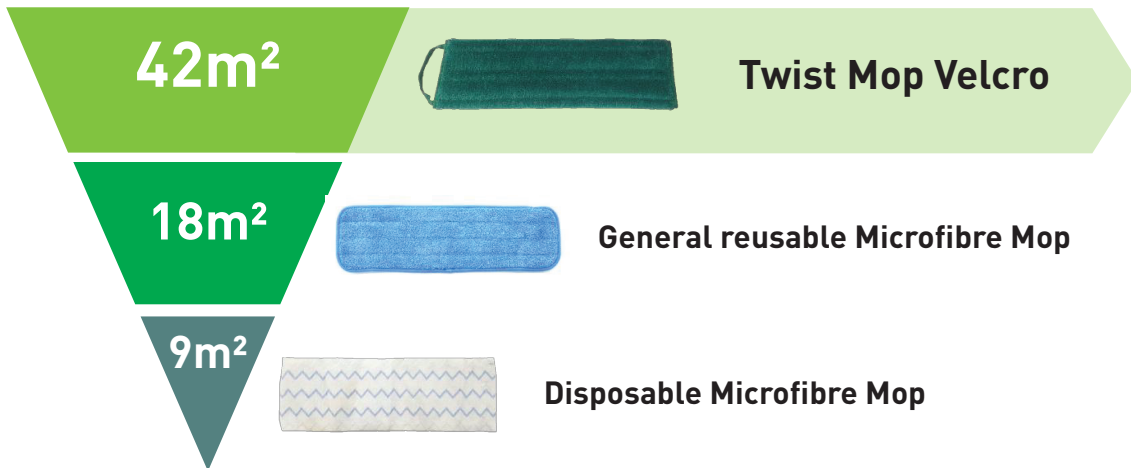 42m²
Twist Mop Velcro
18m²
General reusable Microfibre Mop
9m²
Disposable Microfibre Mop